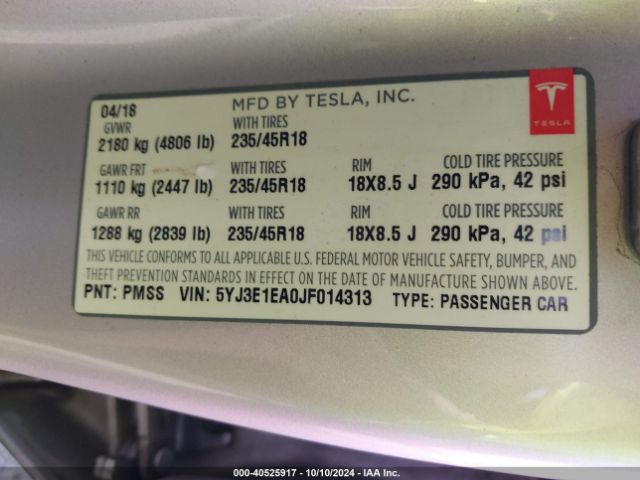 04/18 MFD BY TESLA, INC.
GVWR WITH TIRES
2180 kg (4806 lb) 235/45R18
TESLA
GAWR FRT WITH TIRES RIM COLD TIRE PRESSURE
1110 kg (2447 lb) 235/45R18 18X8.5 J 290 kPa, 42 psi
GAWR RR WITH TIRES RIM COLD TIRE PRESSURE
1288 kg (2839 lb) 235/45R18 18X8.5 J 290 kPa, 42 psi
THIS VEHICLE CONFORMS TO ALL APPLICABLE U.S. FEDERAL MOTOR VEHICLE SAFETY, BUMPER, AND
THEFT PREVENTION STANDARDS IN EFFECT ON THE DATE OF MANUFACTURE SHOWN ABOVE.
PNT: PMSS VIN: 5YJ3E1EA0JF014313 TYPE: PASSENGER CAR
000-40525917 - 10/10/2024 - IAA Inc.